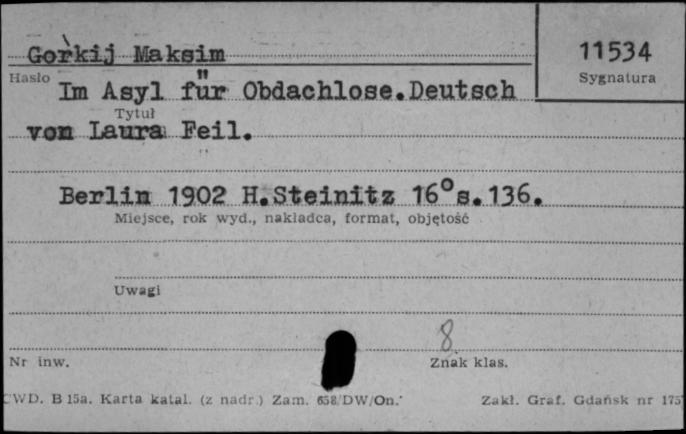 Gorkij Maksim
11534
Hasło
Sygnatura
Im Asyl für Obdachlose.Deutsch
Tytuł
von Laura Feil.
Berlin 1902 H.Steinitz 16°s.136.
Miejsce, rok wyd., nakładca, format, objętość
Uwagi
8
Nr inw.
Znak klas.
CWD. B 15a. Karta katal. (z nadr.) Zam. 658/DW/On.
Zakł. Graf. Gdańsk nr 175